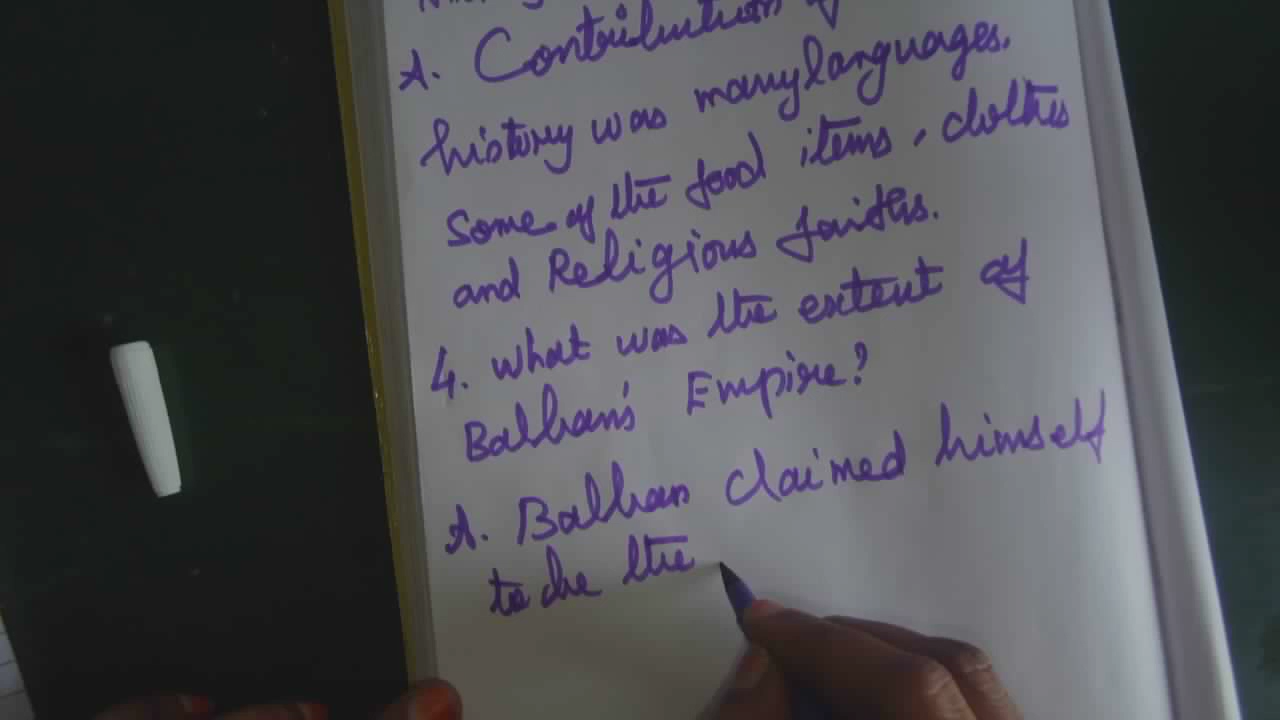 A. Contribution of
history was many languages.
Some of the food items, clothes
and Religious faiths.
4. What was the extent of
Balban's Empire?
A. Balban claimed himself
to be the